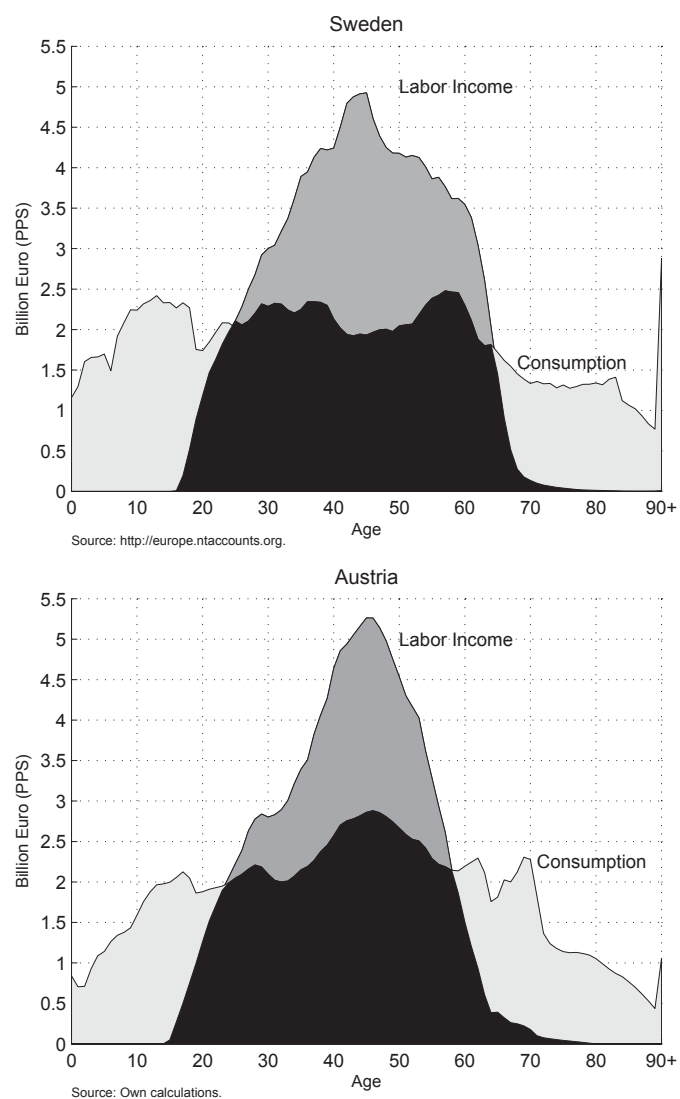 Sweden
5.5
5
4.5
4
3.5
3
2.5
2
1.5
1
0.5
0
Billion Euro (PPS)
Labor Income
Consumption
0 10 20 30 40 50 60 70 80 90+
Age
Source: http://europe.ntaccounts.org.
Austria
5.5
5
4.5
4
3.5
3
2.5
2
1.5
1
0.5
0
Billion Euro (PPS)
Labor Income
Consumption
0 10 20 30 40 50 60 70 80 90+
Age
Source: Own calculations.